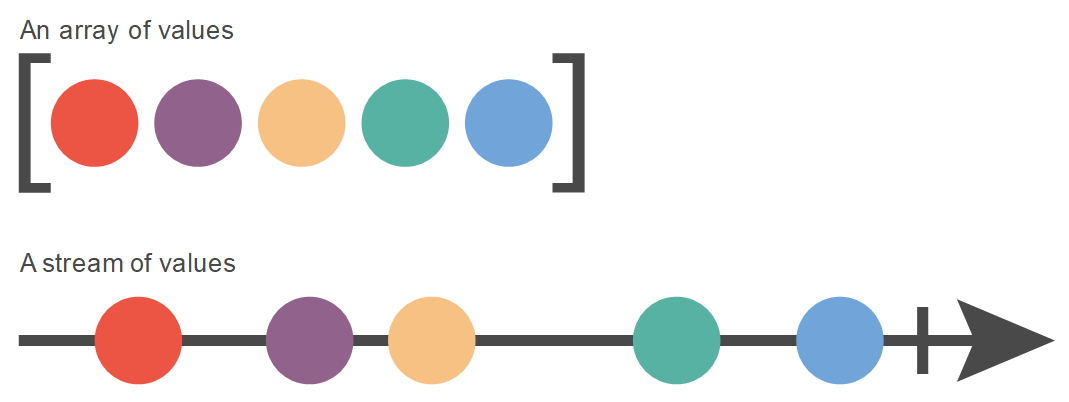 An array of values
A stream of values